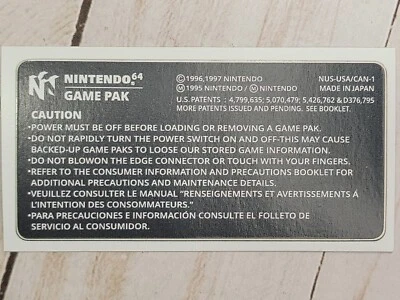 NINTENDO 64
GAME PAK
©1996,1997 NINTENDO
Ⓜ1995 NINTENDO/Ⓜ NINTENDO
NUS-USA/CAN-1
MADE IN JAPAN
U.S.PATENTS : 4,799,635; 5,070,479; 5,426,762 & D376,795
MORE PATENTS ISSUED AND PENDING. SEE BOOKLET.
CAUTION
•POWER MUST BE OFF BEFORE LOADING OR REMOVING A GAME PAK.
•DO NOT RAPIDLY TURN THE POWER SWITCH ON AND OFF-THIS MAY CAUSE
BACKED-UP GAME PAKS TO LOOSE OUR STORED GAME INFORMATION.
•DO NOT BLOWON THE EDGE CONNECTOR OR TOUCH WITH YOUR FINGERS.
•REFER TO THE CONSUMER INFORMATION AND PRECAUTIONS BOOKLET FOR
ADDITIONAL PRECAUTIONS AND MAINTENANCE DETAILS.
•VEUILLEZ CONSULTER LE MANUAL "RENSEIGNEMENTS ET AVERTISSEMENTS Á
L'INTENTION DES CONSOMMATEURS."
•PARA PRECAUCIONES E INFORMACIÓN CONSULTE EL FOLLETO DE
SERVICIO AL CONSUMIDOR.